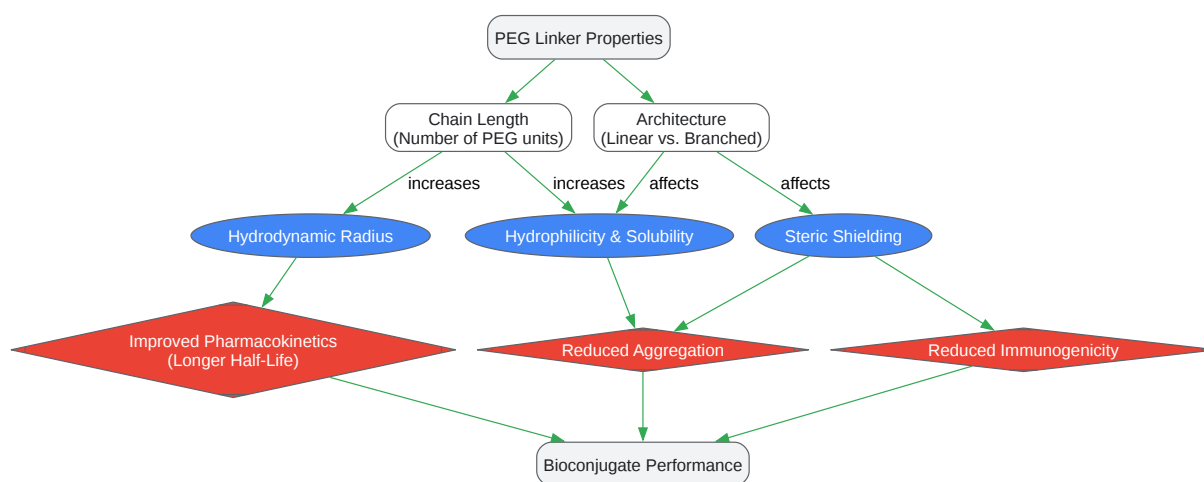 PEG Linker Properties
Chain Length
(Number of PEG units)
Architecture
(Linear vs. Branched)
increases
increases
affects
affects
Hydrodynamic Radius
Hydrophilicity & Solubility
Steric Shielding
Improved Pharmacokinetics
(Longer Half-Life)
Reduced Aggregation
Reduced Immunogenicity
Bioconjugate Performance